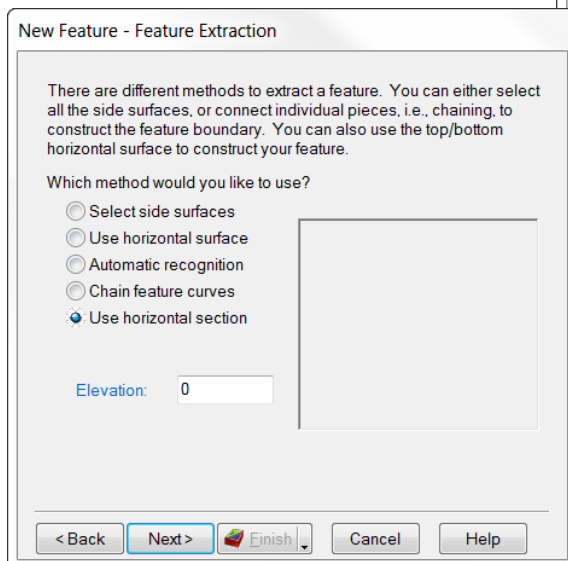 New Feature - Feature Extraction
There are different methods to extract a feature.  You can either select
all the side surfaces, or connect individual pieces, i.e., chaining, to
construct the feature boundary.  You can also use the top/bottom
horizontal surface to construct your feature.
Which method would you like to use?
Select side surfaces
Use horizontal surface
Automatic recognition
Chain feature curves
Use horizontal section
Elevation: 0
< Back Next > Finish Cancel Help